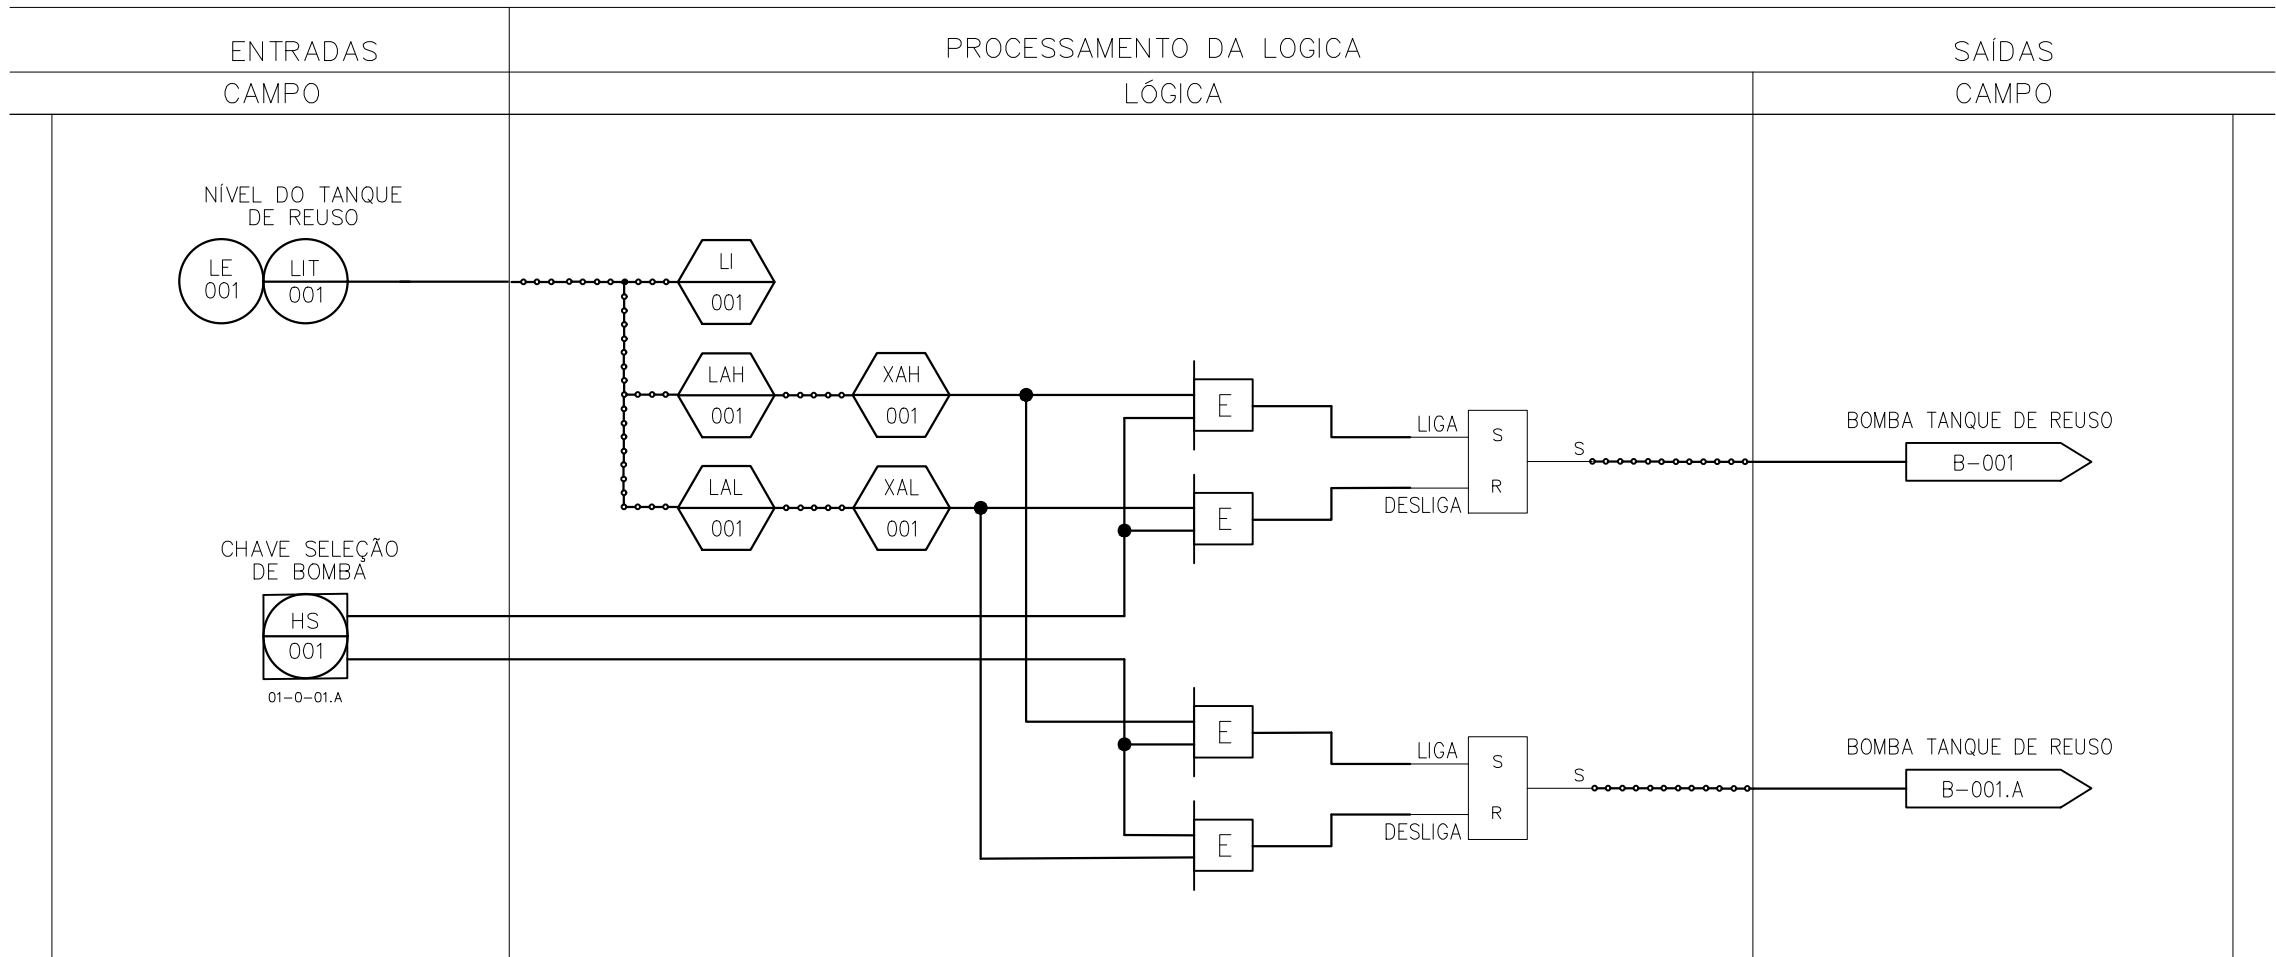 ENTRADAS
PROCESSAMENTO DA LOGICA
SAÍDAS
CAMPO
LÓGICA
CAMPO
NÍVEL DO TANQUE
DE REUSO
LE
001
LIT
001
LI
001
LAH
001
XAH
001
LAL
001
XAL
001
CHAVE SELEÇÃO
DE BOMBA
HS
001
01-0-01.A
E
E
LIGA
DESLIGA
S
R
S
BOMBA TANQUE DE REUSO
B-001
E
E
LIGA
DESLIGA
S
R
S
BOMBA TANQUE DE REUSO
B-001.A